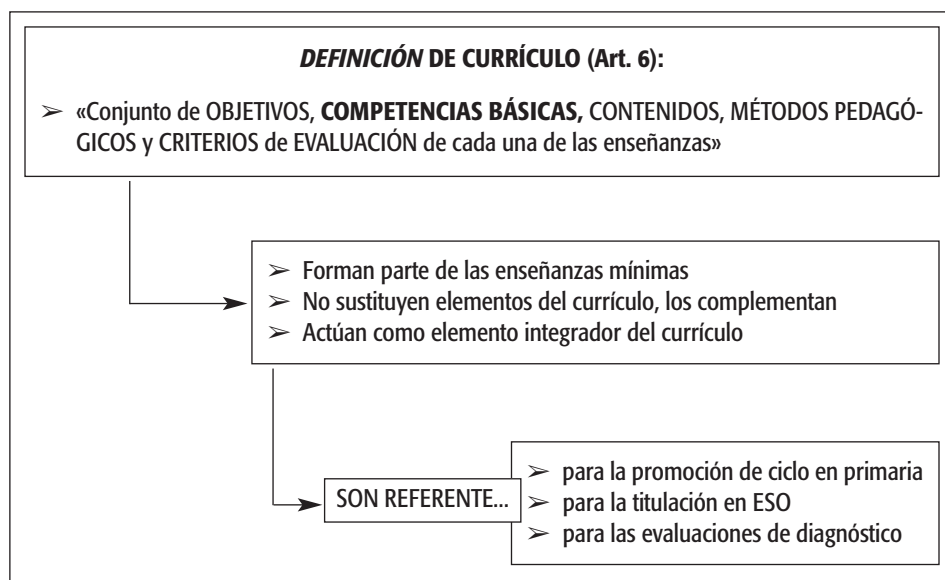 DEFINICIÓN DE CURRÍCULO (Art. 6):
➢ «Conjunto de OBJETIVOS, COMPETENCIAS BÁSICAS, CONTENIDOS, MÉTODOS PEDAGÓ-
GICOS y CRITERIOS de EVALUACIÓN de cada una de las enseñanzas»
➢ Forman parte de las enseñanzas mínimas
➢ No sustituyen elementos del currículo, los complementan
➢ Actúan como elemento integrador del currículo
SON REFERENTE...
➢ para la promoción de ciclo en primaria
➢ para la titulación en ESO
➢ para las evaluaciones de diagnóstico